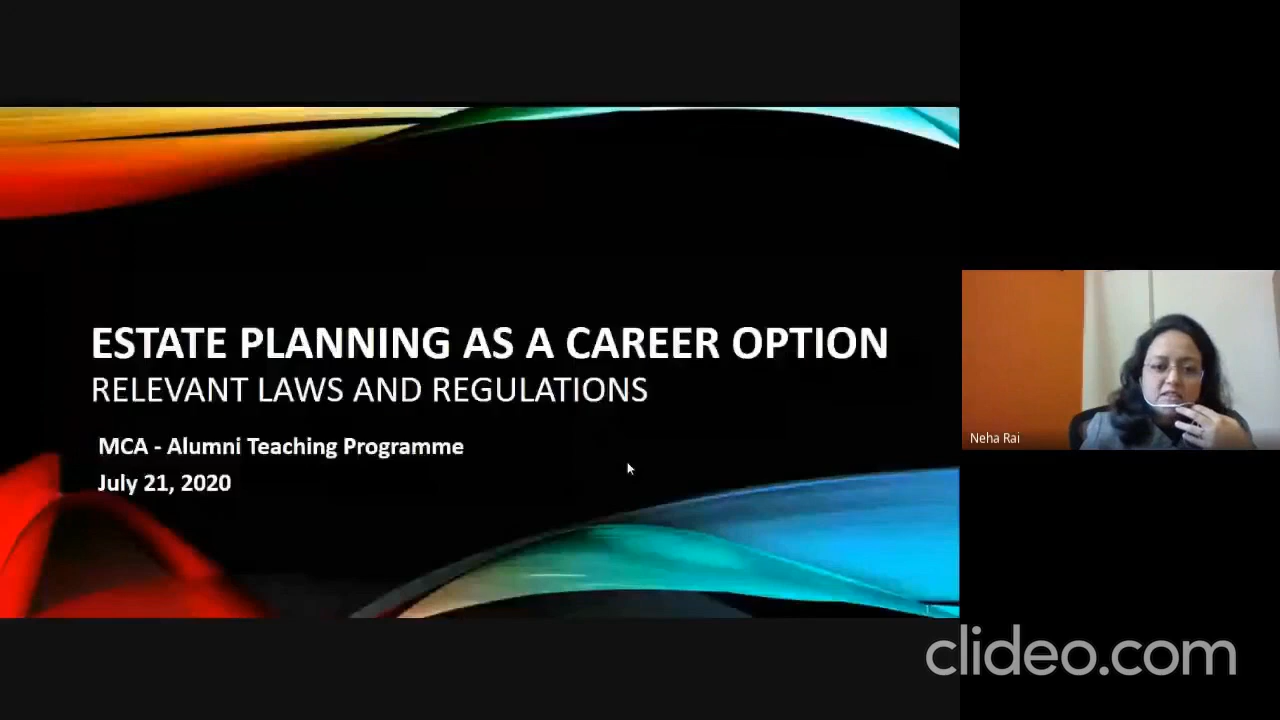 ESTATE PLANNING AS A CAREER OPTION
RELEVANT LAWS AND REGULATIONS
MCA - Alumni Teaching Programme
July 21, 2020
Neha Rai
clideo.com